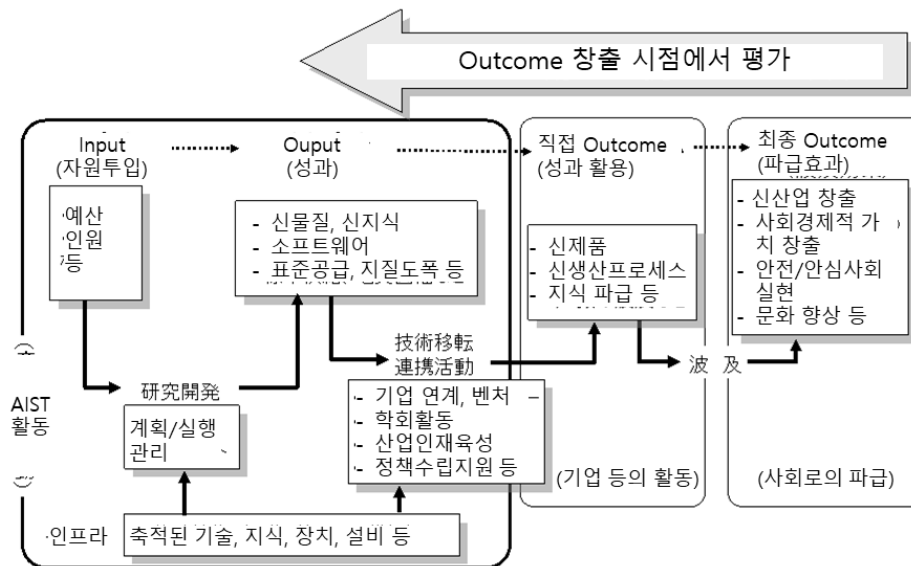 Outcome 창출 시점에서 평가
Input
(자원투입)
Ouput
(성과)
직접 Outcome
(성과 활용)
최종 Outcome
(파급효과)
예산
인원
등
- 신물질, 신지식
- 소프트웨어
- 표준공급, 지질도폭 등
- 신제품
- 신생산프로세스
- 지식 파급 등
- 신산업 창출
- 사회경제적 가
치 창출
- 안전/안심사회
실현
- 문화 향상 등
技術移転
連携活動
波 及
研究開発
AIST
활동
계획/실행
관리
- 기업 연계, 벤처
- 학회활동
- 산업인재육성
- 정책수립지원 등
(기업 등의 활동)
(사회로의 파급)
인프라
축적된 기술, 지식, 장치, 설비 등